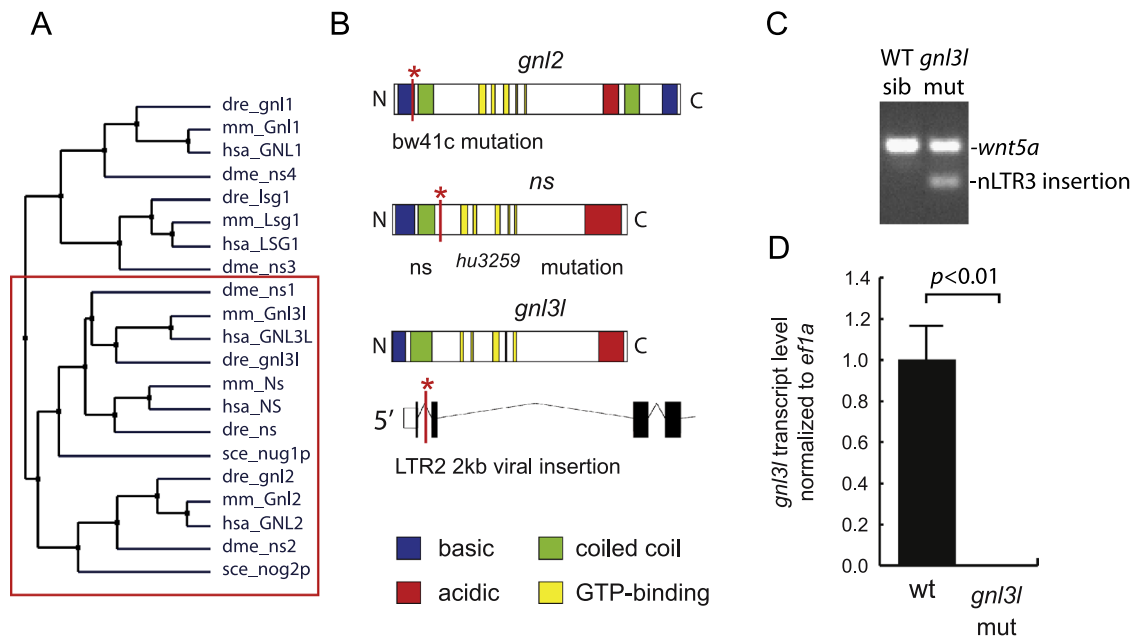 A
dre_gnl1
mm_Gnl1
hsa_GNL1
dme_ns4
dre_lsg1
mm_Lsg1
hsa_LSG1
dme_ns3
dme_ns1
mm_Gnl3l
hsa_GNL3L
dre_gnl3l
mm_Ns
hsa_NS
dre_ns
sce_nug1p
dre_gnl2
mm_Gnl2
hsa_GNL2
dme_ns2
sce_nog2p
B
gnl2
*
N C
bw41c mutation
ns
*
N C
ns hu3259 mutation
gnl3l
N C
*
5′
LTR2 2kb viral insertion
basic coiled coil
acidic GTP-binding
C
WT gnl3l
sib mut
-wnt5a
-nLTR3 insertion
D
gnl3l transcript level
normalized to ef1a
1.4
1.2
1.0
0.8
0.6
0.4
0.2
0.0
p<0.01
wt gnl3l
mut